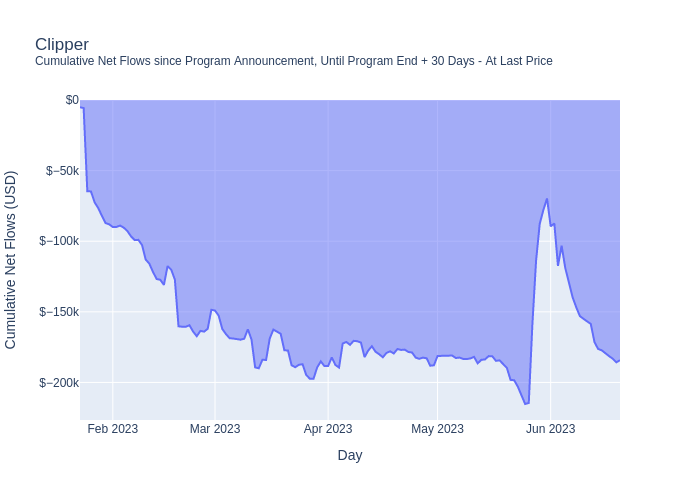 Clipper
Cumulative Net Flows since Program Announcement, Until Program End + 30 Days - At Last Price
$0
$−50k
$−100k
$−150k
$−200k
Cumulative Net Flows (USD)
Feb 2023
Mar 2023
Apr 2023
May 2023
Jun 2023
Day